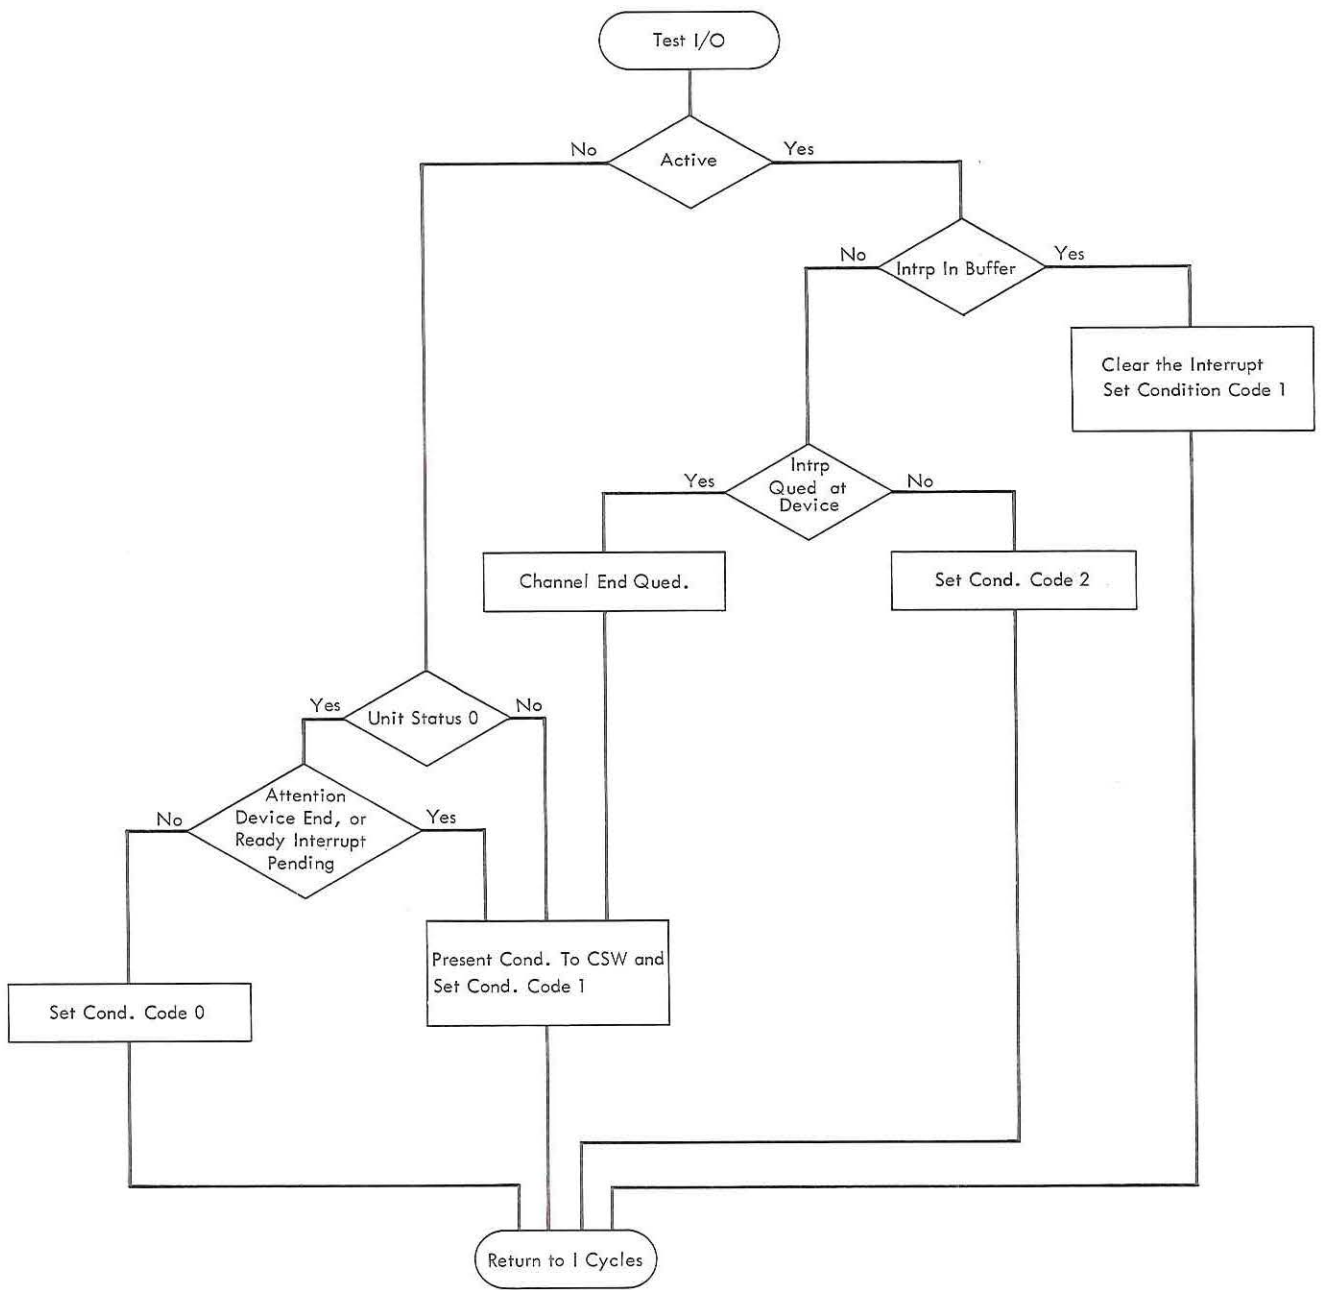 Test I/O
No
Active
Yes
No
Intrp In Buffer
Yes
Clear the Interrupt
Set Condition Code 1
Yes
Intrp
Qued at
Device
No
Channel End Qued.
Set Cond. Code 2
Yes
Unit Status 0
No
No
Attention
Device End, or
Ready Interrupt
Pending
Yes
Present Cond. To CSW and
Set Cond. Code 1
Set Cond. Code 0
Return to I Cycles